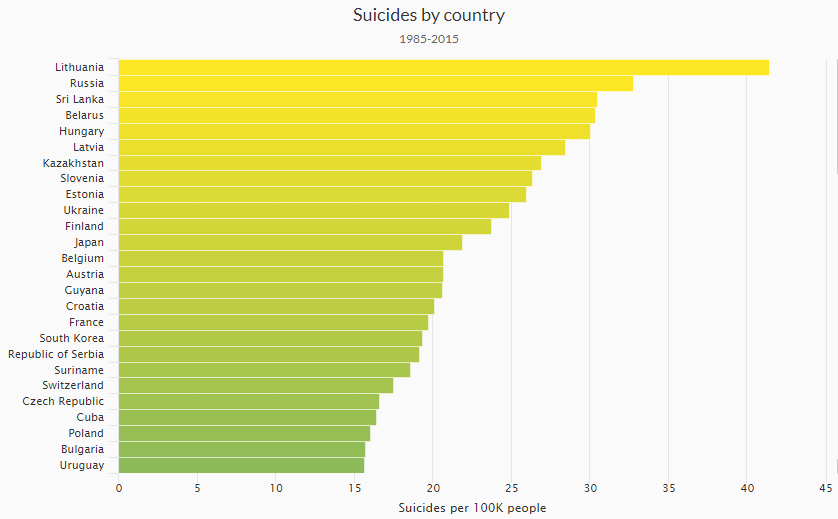 Suicides by country
1985-2015
Lithuania
Russia
Sri Lanka
Belarus
Hungary
Latvia
Kazakhstan
Slovenia
Estonia
Ukraine
Finland
Japan
Belgium
Austria
Guyana
Croatia
France
South Korea
Republic of Serbia
Suriname
Switzerland
Czech Republic
Cuba
Poland
Bulgaria
Uruguay
0 5 10 15 20 25 30 35 40 45
Suicides per 100K people